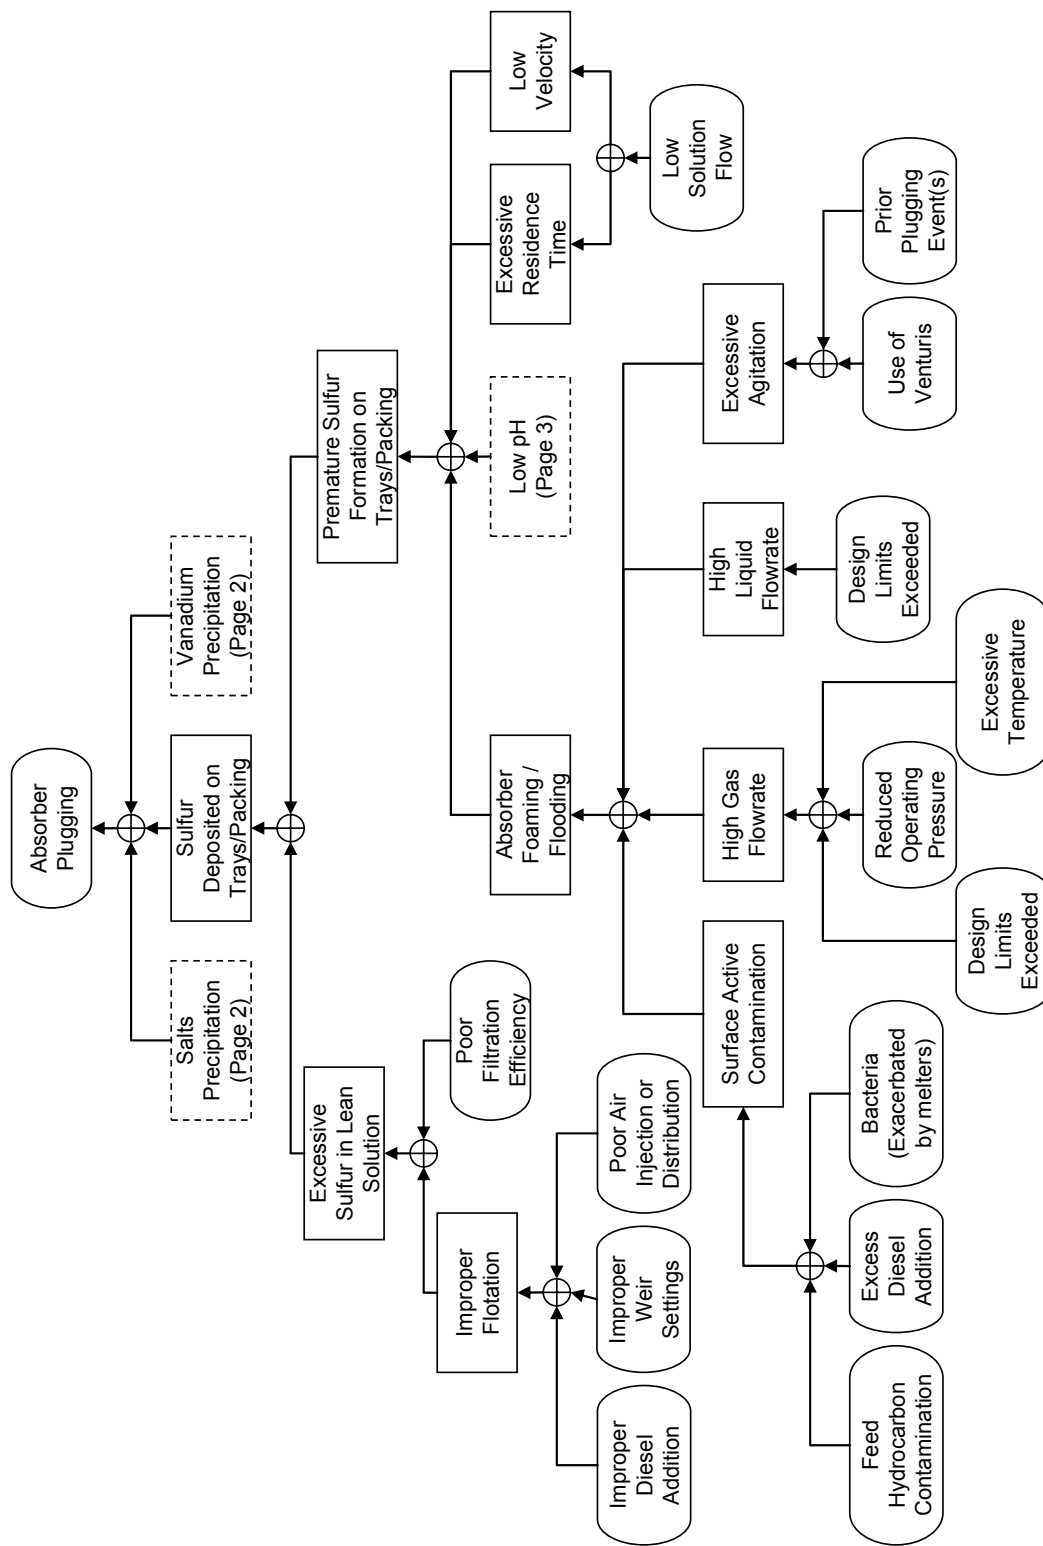 Absorber
Plugging
Salts
Precipitation
(Page 2)
Sulfur
Deposited on
Trays/Packing
Vanadium
Precipitation
(Page 2)
Excessive
Sulfur in Lean
Solution
Premature Sulfur
Formation on
Trays/Packing
Improper
Flotation
Poor
Filtration
Efficiency
Absorber
Foaming /
Flooding
Low pH
(Page 3)
Excessive
Residence
Time
Low
Velocity
Improper
Diesel
Addition
Improper
Weir
Settings
Poor Air
Injection or
Distribution
Low
Solution
Flow
Surface Active
Contamination
High Gas
Flowrate
High
Liquid
Flowrate
Excessive
Agitation
Feed
Hydrocarbon
Contamination
Excess
Diesel
Addition
Bacteria
(Exacerbated
by melters)
Design
Limits
Exceeded
Reduced
Operating
Pressure
Excessive
Temperature
Design
Limits
Exceeded
Use of
Venturis
Prior
Plugging
Event(s)